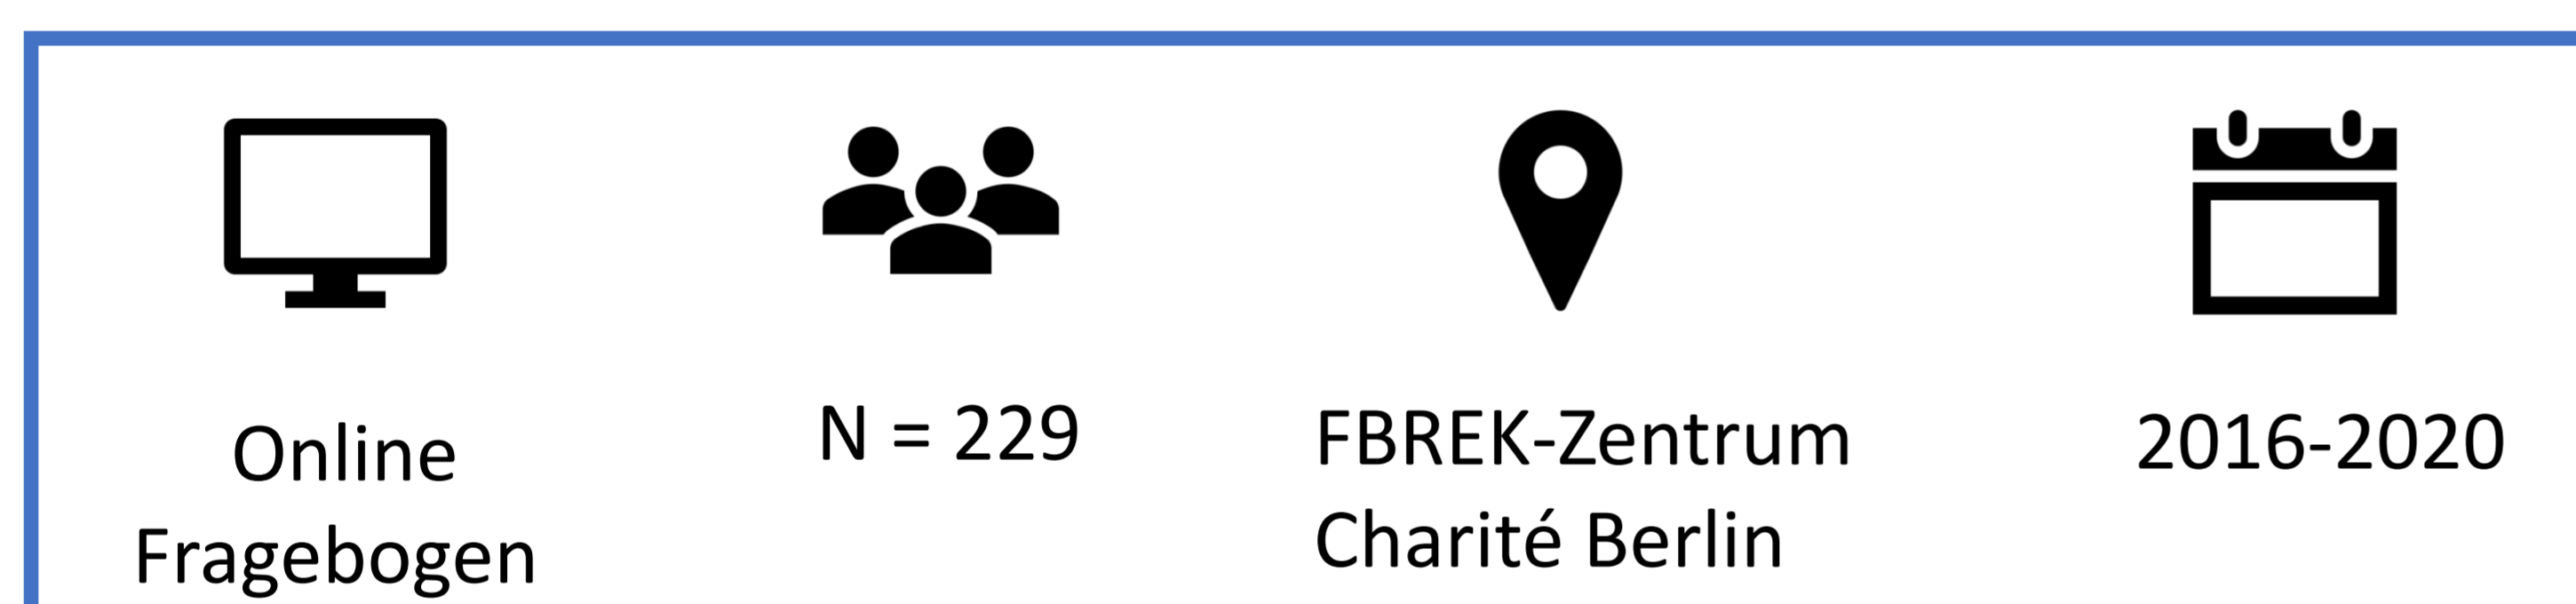 Online
Fragebogen
N = 229
FBREK-Zentrum
Charité Berlin
2016-2020